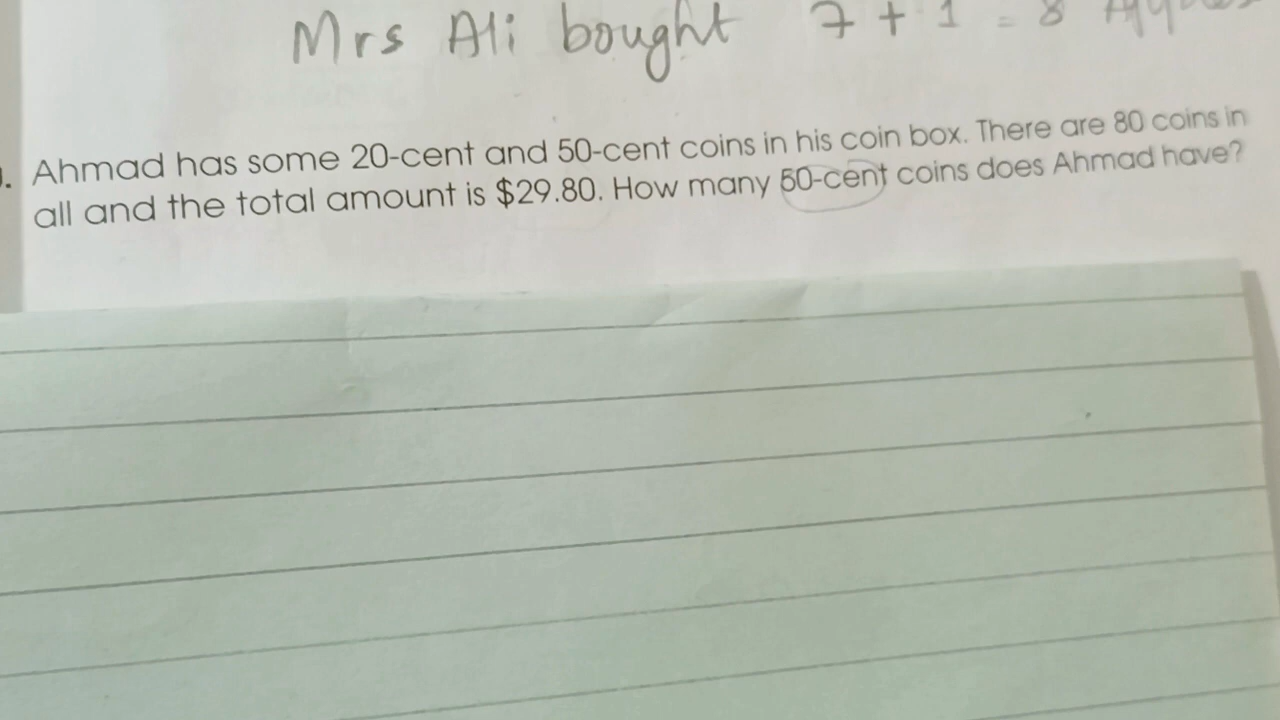 Mrs Ali bought 7 + 1 = 8
Ahmad has some 20-cent and 50-cent coins in his coin box. There are 80 coins in
all and the total amount is $29.80. How many 50-cent coins does Ahmad have?